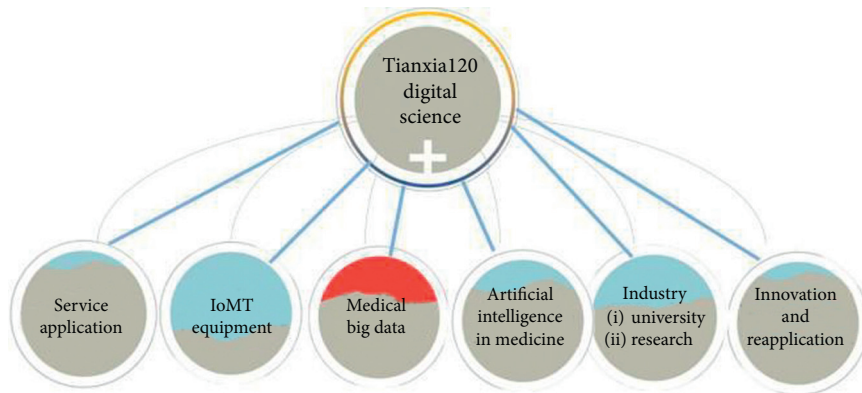 Tianxia120
digital
science
Service
application
IoMT
equipment
Medical
big data
Artificial
intelligence
in medicine
Industry
(i) university
(ii) research
Innovation
and
reapplication